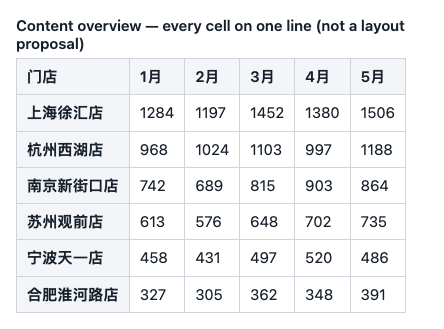 Content overview — every cell on one line (not a layout
proposal)
门店 1月 2月 3月 4月 5月
上海徐汇店 1284 1197 1452 1380 1506
杭州西湖店 968 1024 1103 997 1188
南京新街口店 742 689 815 903 864
苏州观前店 613 576 648 702 735
宁波天一店 458 431 497 520 486
合肥淮河路店 327 305 362 348 391